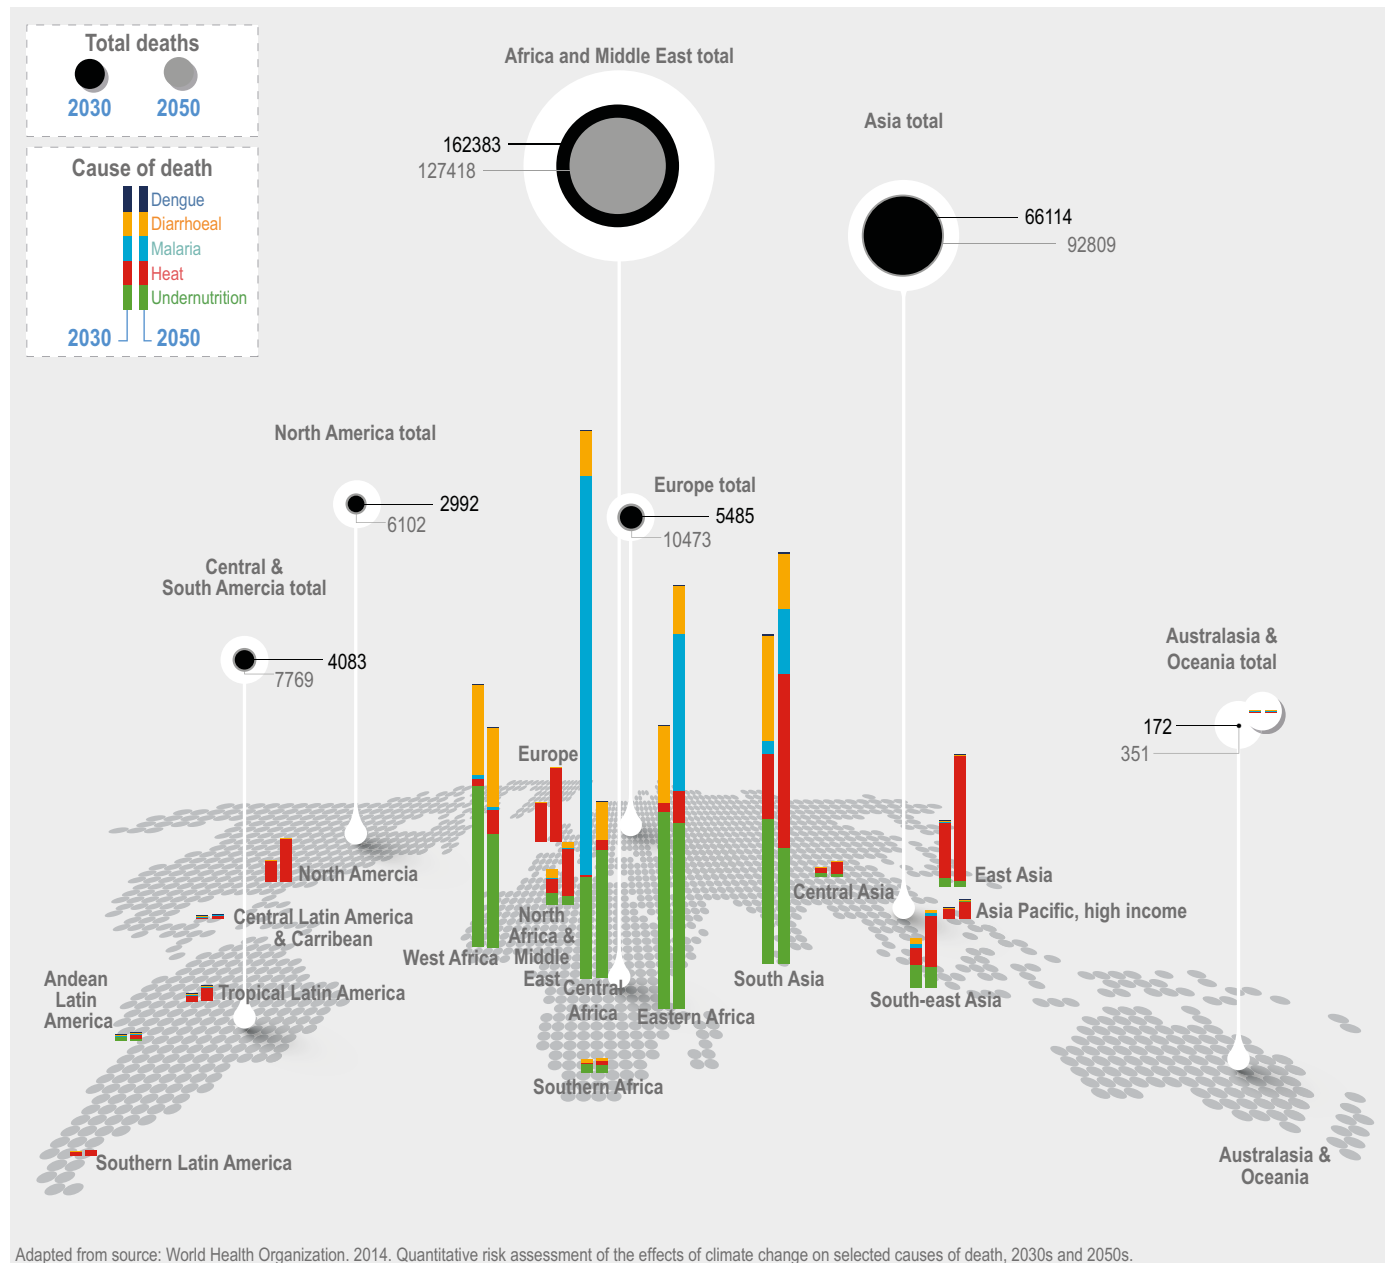 Total deaths
2030
2050
Cause of death
Dengue
Diarrhoeal
Malaria
Heat
Undernutrition
2030
2050
Africa and Middle East total
162383
127418
Asia total
66114
92809
North America total
2992
6102
Europe total
5485
10473
Central &
South Amercia total
4083
7769
Australasia &
Oceania total
172
351
Europe
North Amercia
Central Latin America
& Carribean
Tropical Latin America
Andean
Latin
America
Southern Latin America
West Africa
North
Africa &
Middle
East
Central
Africa
Eastern Africa
Southern Africa
South Asia
Central Asia
East Asia
Asia Pacific, high income
South-east Asia
Australasia &
Oceania
Adapted from source: World Health Organization. 2014. Quantitative risk assessment of the effects of climate change on selected causes of death, 2030s and 2050s.